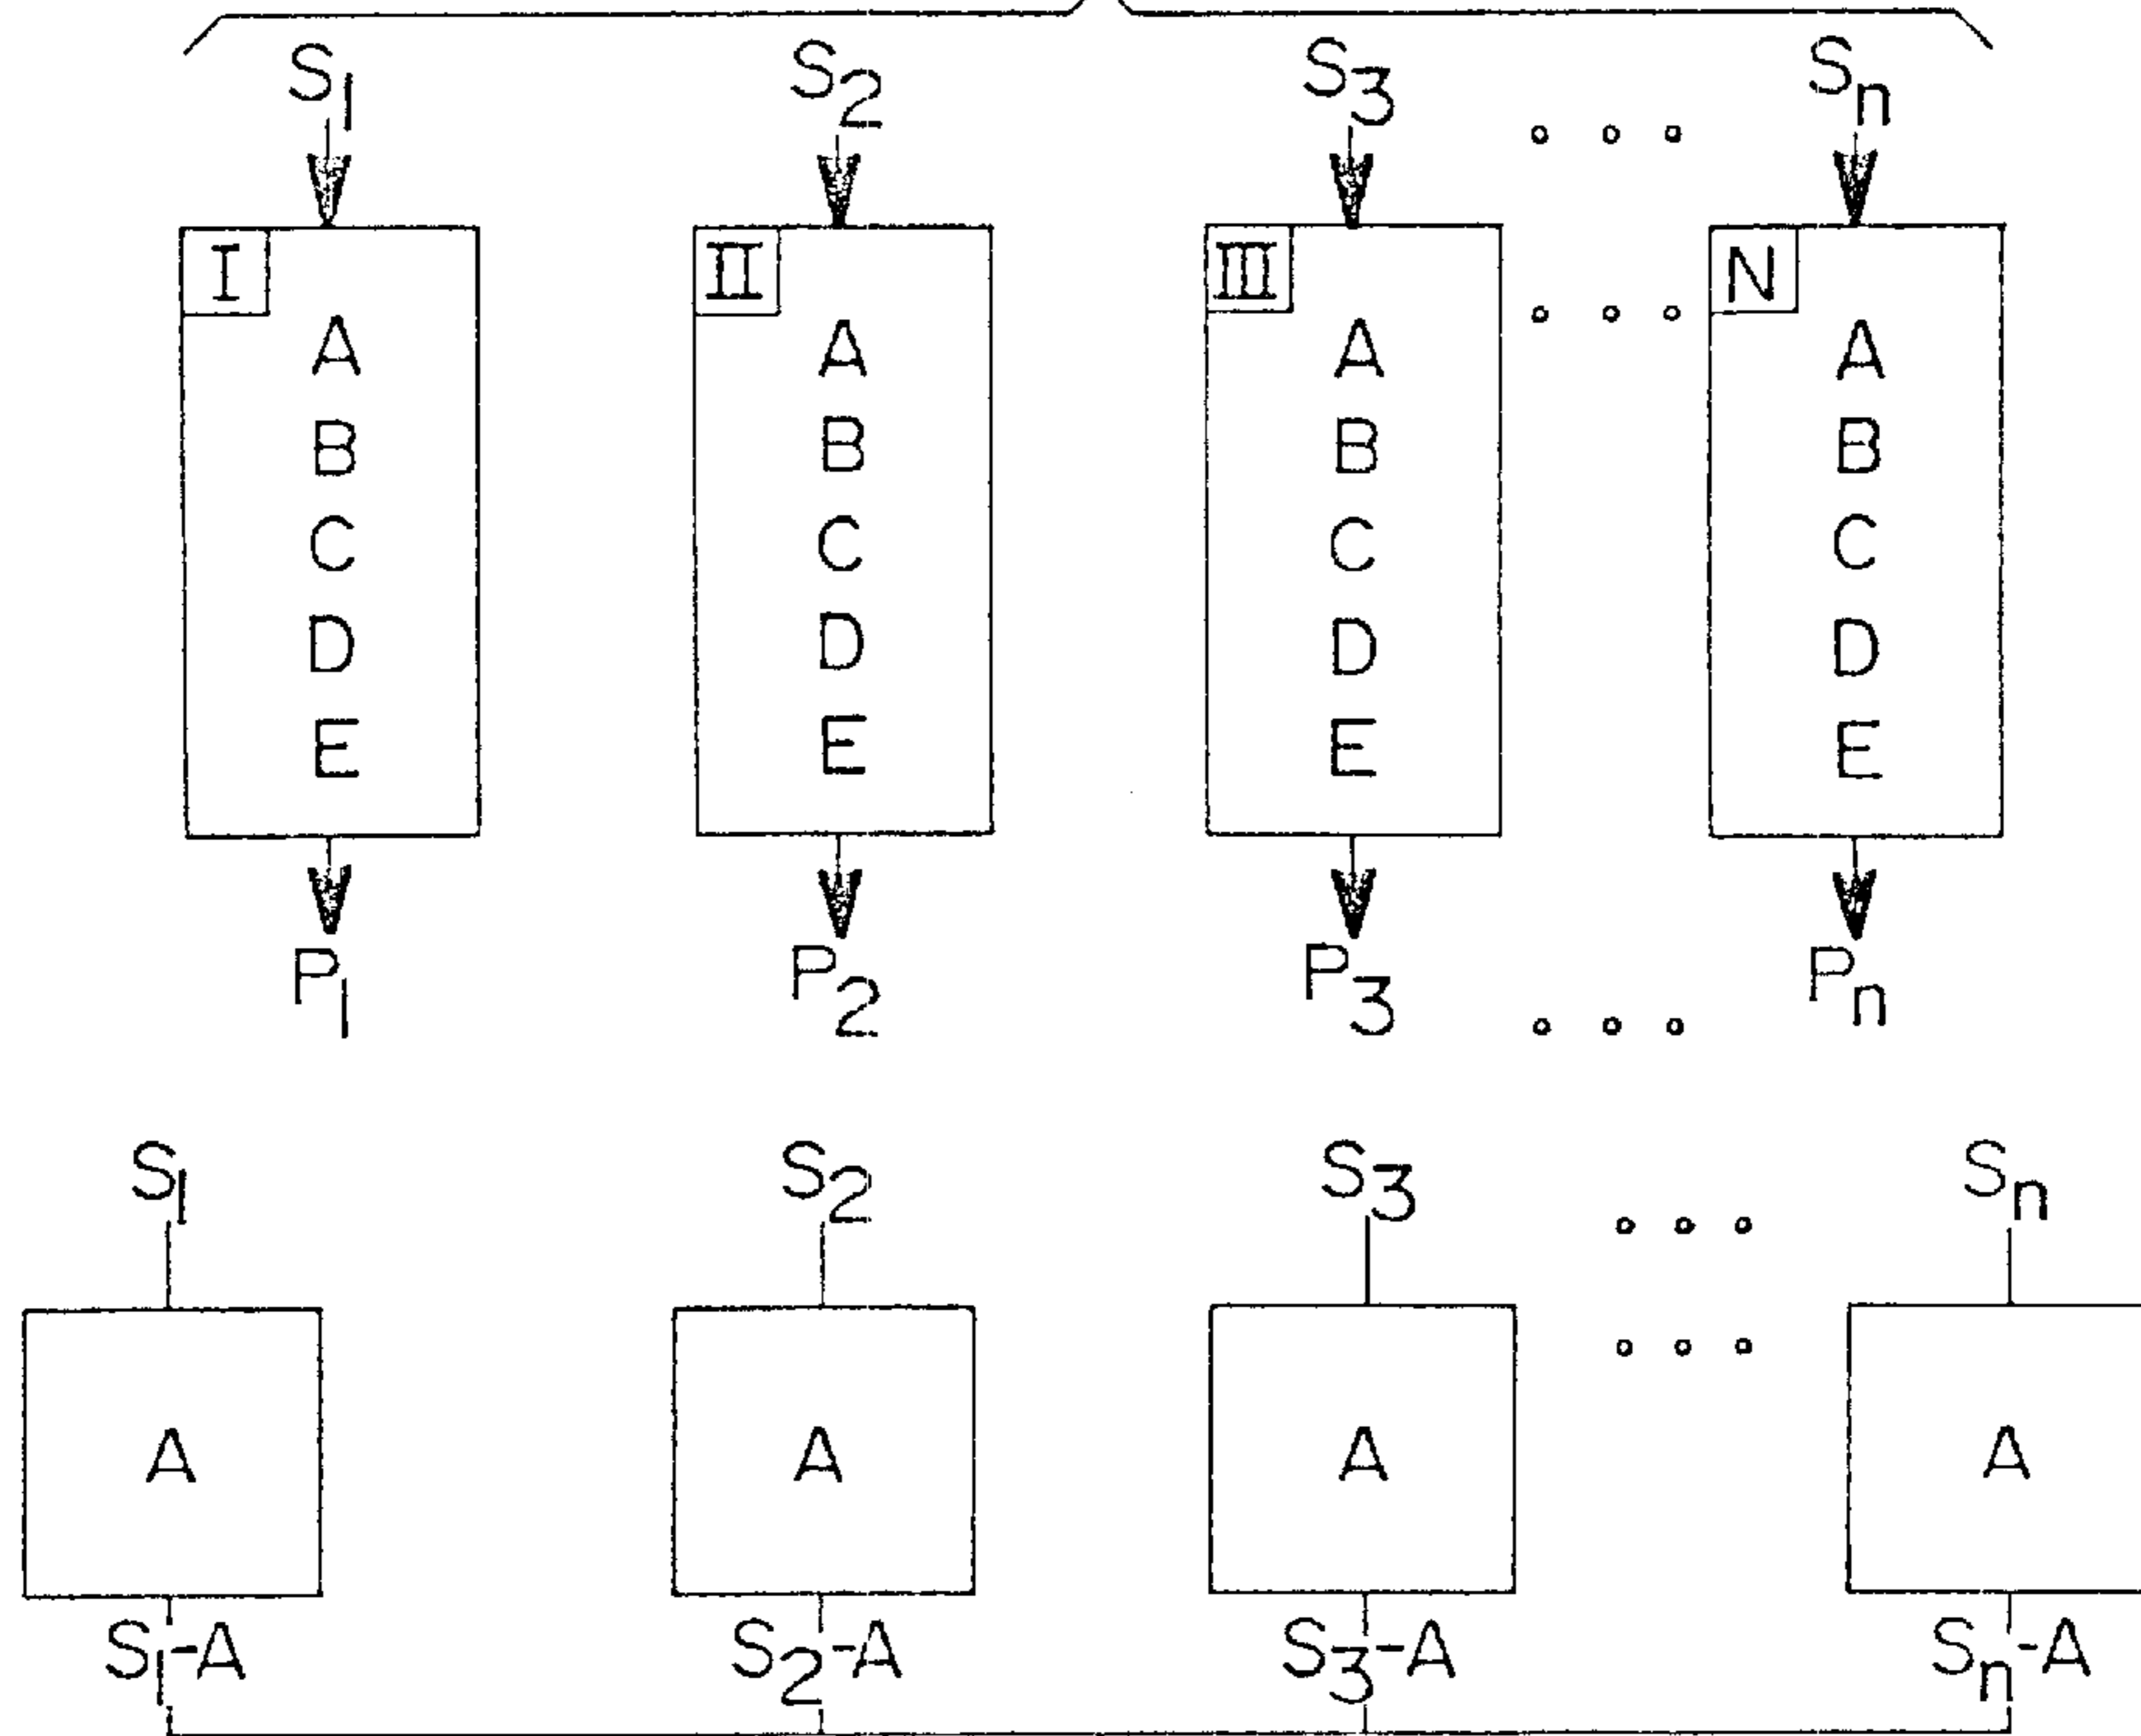 S1 S2 S3 Sn
I II III N
A A A A
B B B B
C C C C
D D D D
E E E E
P1 P2 P3 Pn
S1 S2 S3 Sn
A A A A
S1-A S2-A S3-A Sn-A